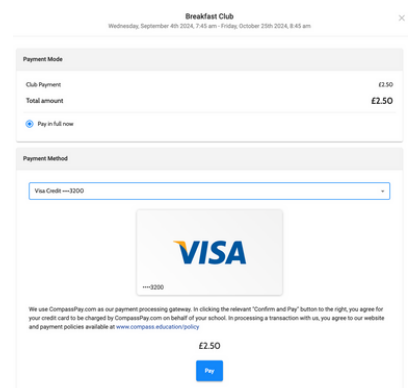 Breakfast Club
Wednesday, September 4th 2024, 7:45 am - Friday, October 25th 2024, 8:45 am
Payment Mode
Club Payment £2.50
Total amount £2.50
Pay in full now
Payment Method
Visa Credit ••••3200
VISA
••••3200
We use CompassPay.com as our payment processing gateway. In clicking the relevant "Confirm and Pay" button to the right, you agree for
your credit card to be charged by CompassPay.com on behalf of your school. In processing a transaction with us, you agree to our website
and payment policies available at www.compass.education/policy
£2.50
Pay